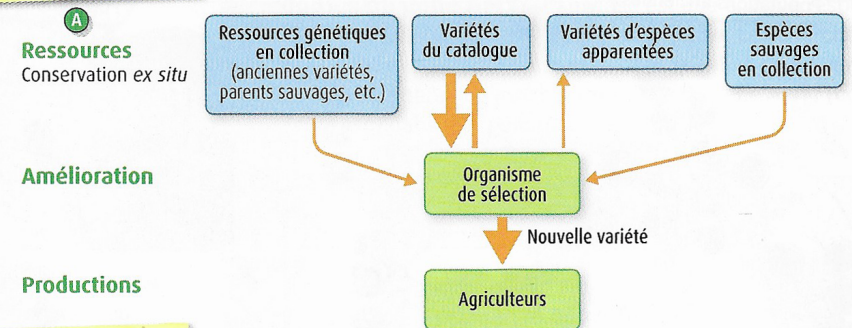 A
Ressources
Conservation ex situ
Ressources génétiques
en collection
(anciennes variétés,
parents sauvages, etc.)
Variétés
du catalogue
Variétés d'espèces
apparentées
Espèces
sauvages
en collection
Amélioration
Organisme
de sélection
Nouvelle variété
Productions
Agriculteurs